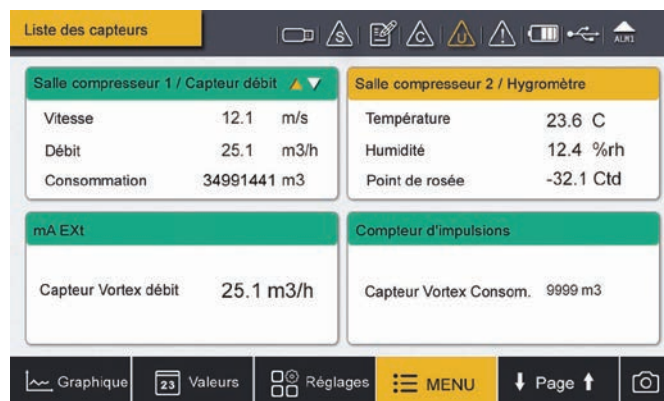 Liste des capteurs
S C U ALM1
Salle compresseur 1 / Capteur débit
Vitesse 12.1 m/s
Débit 25.1 m3/h
Consommation 34991441 m3
Salle compresseur 2 / Hygromètre
Température 23.6 C
Humidité 12.4 %rh
Point de rosée -32.1 Ctd
mA EXt
Capteur Vortex débit 25.1 m3/h
Compteur d'impulsions
Capteur Vortex Consom. 9999 m3
Graphique 23 Valeurs Réglages MENU Page